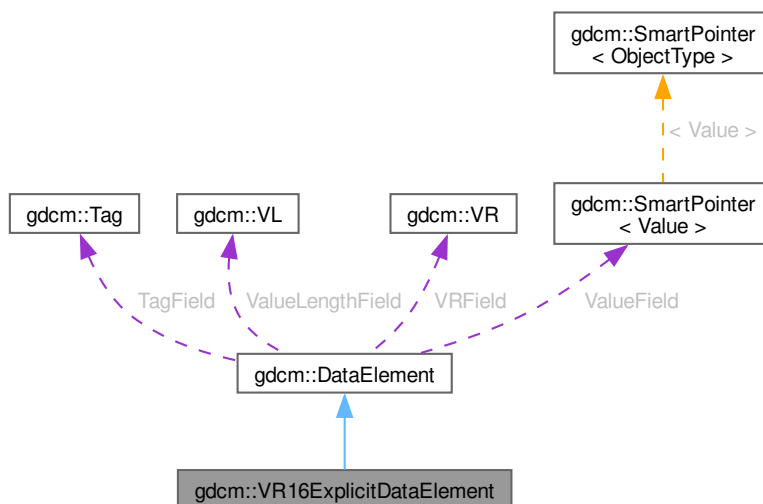 gdcm::SmartPointer
< ObjectType >
< Value >
gdcm::Tag
gdcm::VL
gdcm::VR
gdcm::SmartPointer
< Value >
TagField
ValueLengthField
VRField
ValueField
gdcm::DataElement
gdcm::VR16ExplicitDataElement